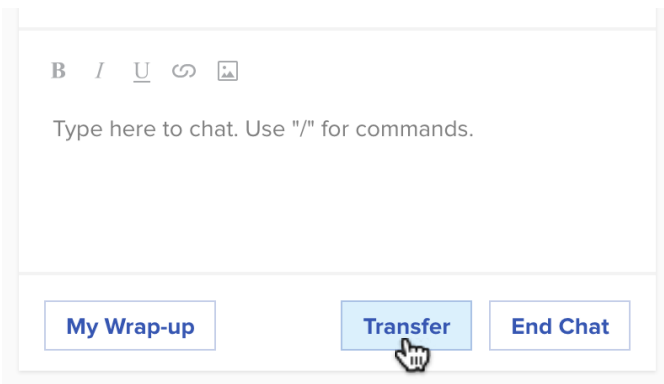 B I U
Type here to chat. Use "/" for commands.
My Wrap-up Transfer End Chat